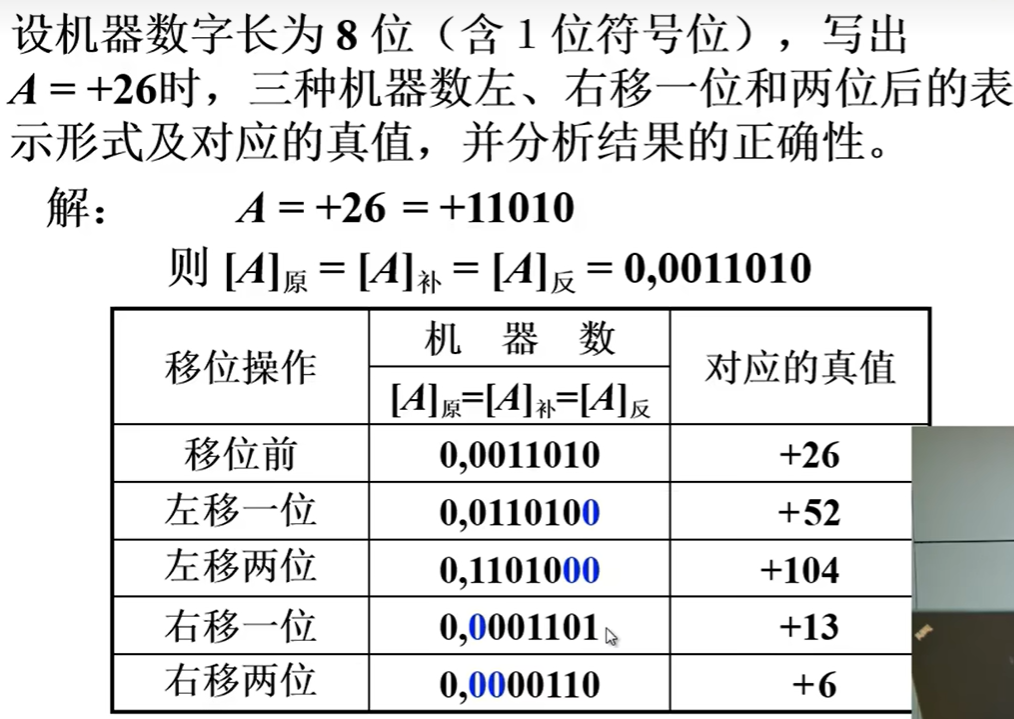 设机器数字长为 8 位（含 1 位符号位），写出
A = +26时，三种机器数左、右移一位和两位后的表
示形式及对应的真值，并分析结果的正确性。
解： A = +26 = +11010
则 [A]原 = [A]补 = [A]反 = 0,0011010
移位操作 机 器 数 对应的真值
[A]原=[A]补=[A]反
移位前 0,0011010 +26
左移一位 0,0110100 +52
左移两位 0,1101000 +104
右移一位 0,0001101 +13
右移两位 0,0000110 +6